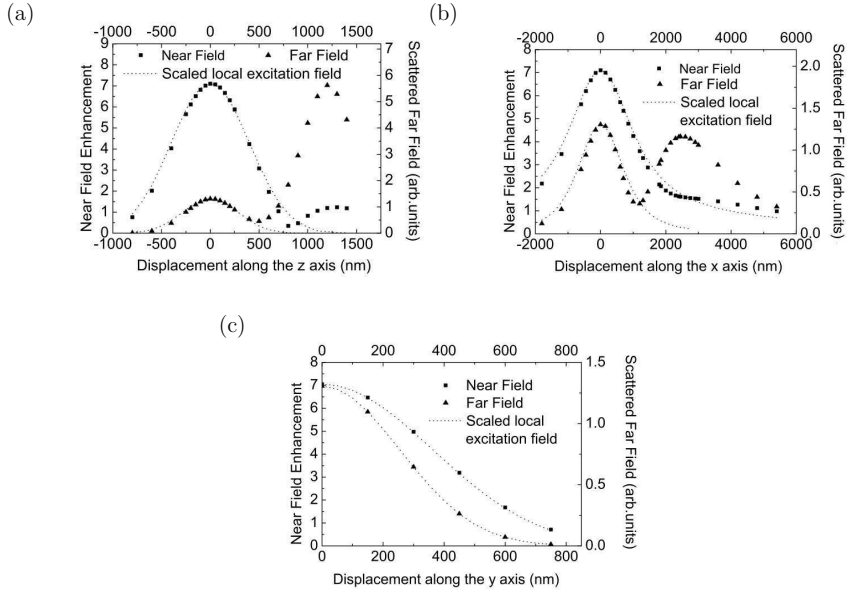 (a)
-1000 -500 0 500 1000 1500
9 8 7 6 5 4 3 2 1 0
Near Field Enhancement
Near Field Far Field
Scaled local excitation field
6 5 4 3 2 1 0
Scattered Far Field (arb.units)
-1000 -500 0 500 1000 1500
Displacement along the z axis (nm)
(b)
-2000 0 2000 4000 6000
8 7 6 5 4 3 2 1 0
Near Field Enhancement
Near Field
Far Field
Scaled local
excitation field
2.0 1.5 1.0 0.5 0.0
Scattered Far Field (arb.units)
-2000 0 2000 4000 6000
Displacement along the x axis (nm)
(c)
0 200 400 600 800
8 7 6 5 4 3 2 1 0
Near Field Enhancement
Near Field
Far Field
Scaled local
excitation field
1.5 1.0 0.5 0.0
Scattered Far Field (arb.units)
0 200 400 600 800
Displacement along the y axis (nm)